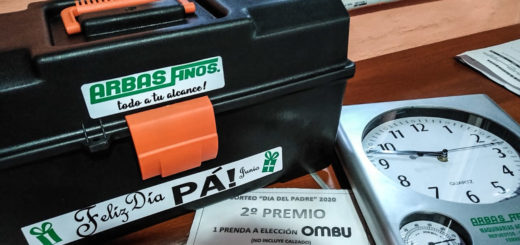 ARBAS FINOS.
todo a tu alcance!
Feliz Día PÁ!
Junio
SORTEO "DIA DEL PADRE" 2020
2º PREMIO
1 PRENDA A ELECCIÓN OMBU
(NO INCLUYE CALZADO)
QUARTZ
ARBAS FINOS